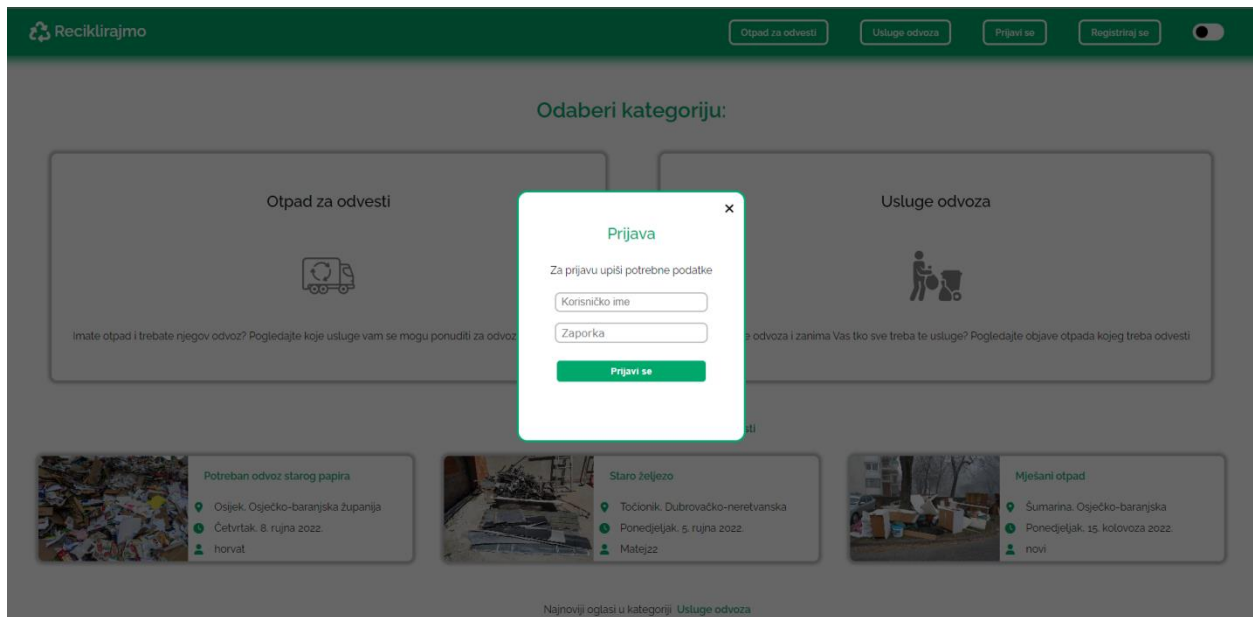 Reciklirajmo
Otpad za odvesti
Usluge odvoza
Prijavi se
Registriraj se
Odaberi kategoriju:
Otpad za odvesti
Imate otpad i trebate njegov odvoz? Pogledajte koje usluge vam se mogu ponuditi za odvoz
Usluge odvoza
odvoza i zanima Vas tko sve treba te usluge? Pogledajte objave otpada kojeg treba odvesti
×
Prijava
Za prijavu upiši potrebne podatke
Korisničko ime
Zaporka
Prijavi se
Potreban odvoz starog papira
Osijek. Osječko-baranjska županija
Četvrtak. 8. rujna 2022.
horvat
Staro željezo
Točionik. Dubrovačko-neretvanska
Ponedjeljak. 5. rujna 2022.
Matej22
Mješani otpad
Šumarina. Osječko-baranjska
Ponedjeljak. 15. kolovoza 2022.
novi
Najnoviji oglasi u kategoriji Usluge odvoza